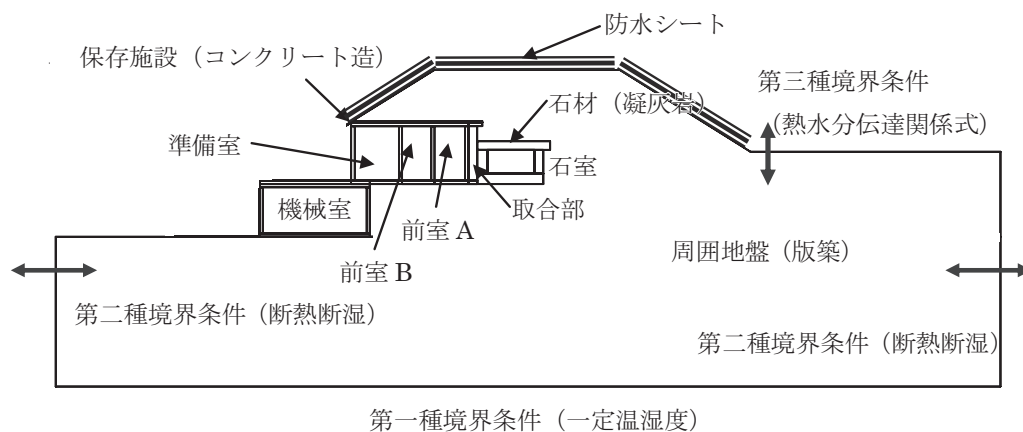 防水シート
保存施設（コンクリート造）
第三種境界条件
（熱水分伝達関係式）
石材（凝灰岩）
準備室
石室
機械室
取合部
前室 A
前室 B
周囲地盤（版築）
第二種境界条件（断熱断湿）
第二種境界条件（断熱断湿）
第一種境界条件（一定温湿度）